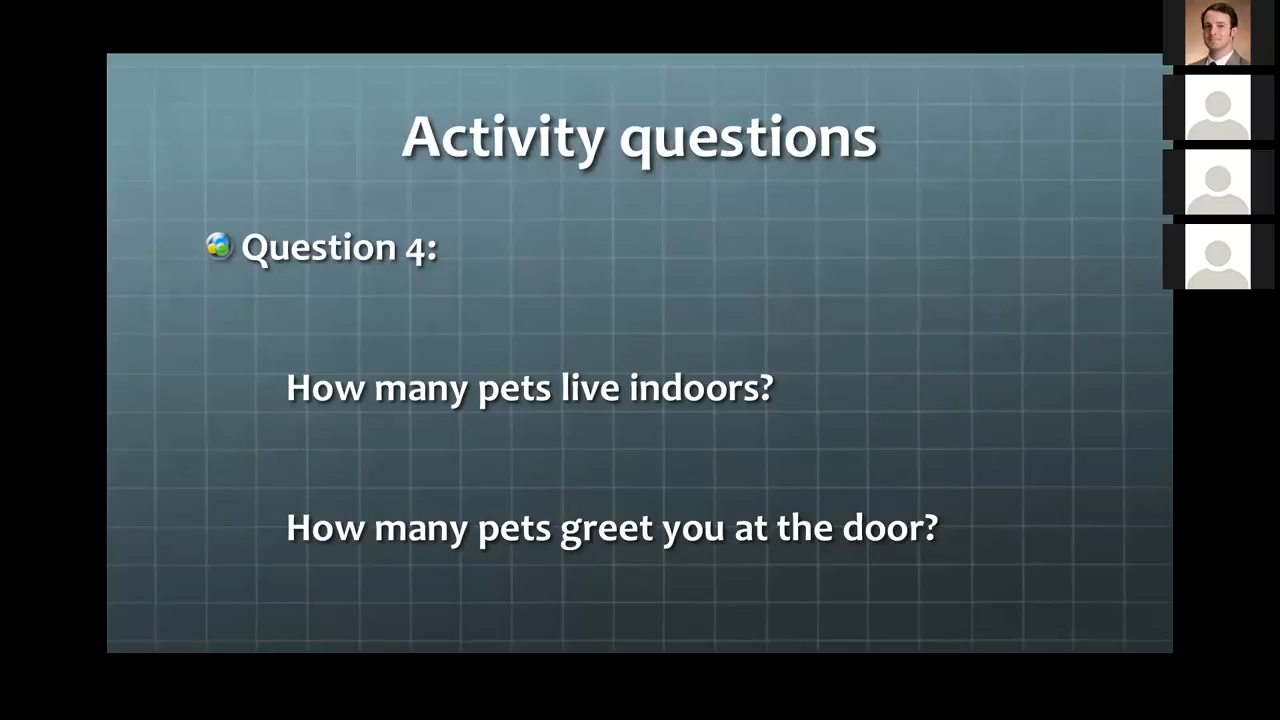 Activity questions
Question 4:
How many pets live indoors?
How many pets greet you at the door?